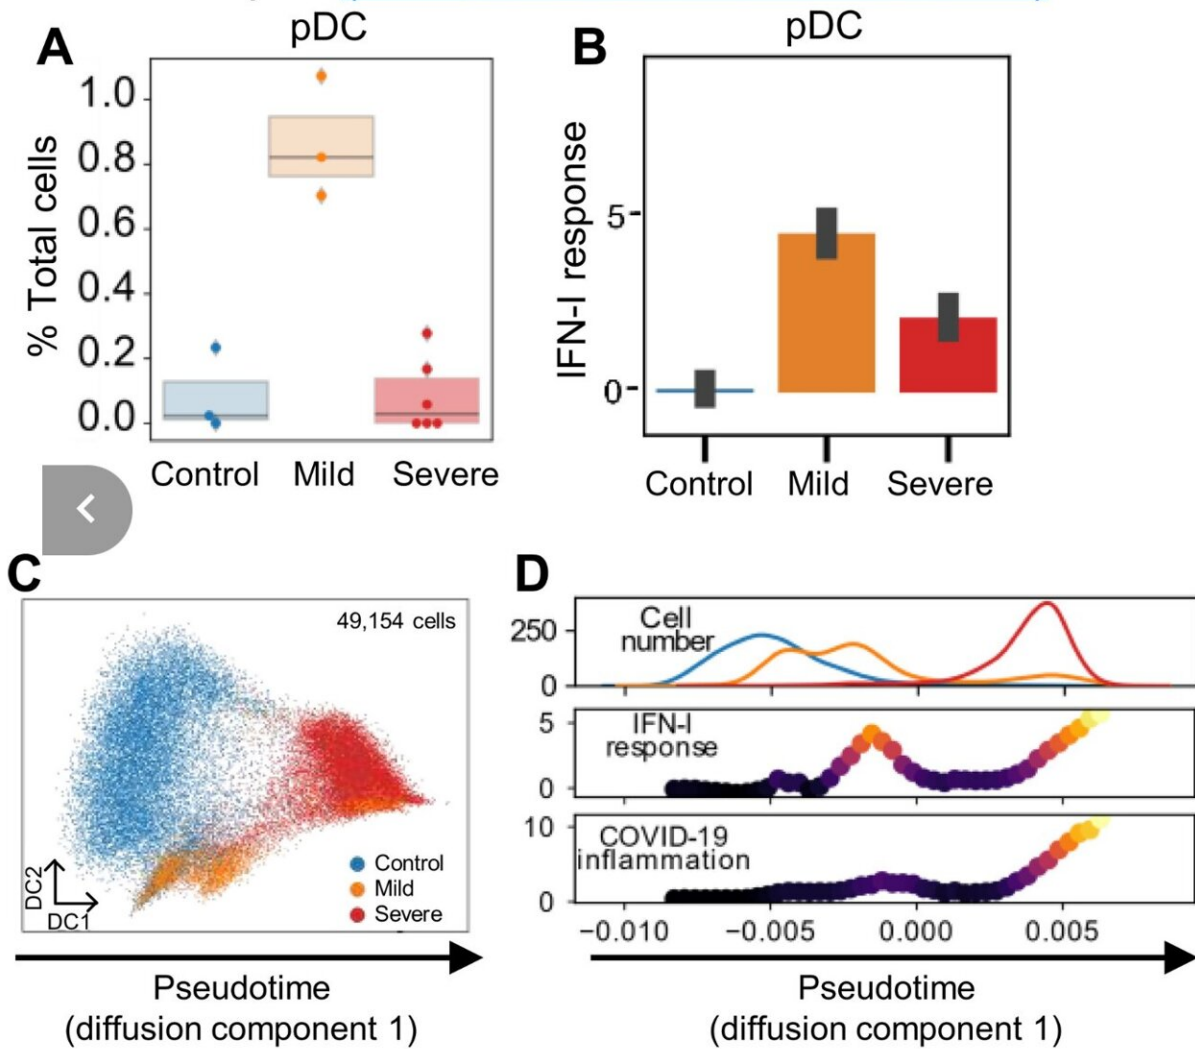 A
pDC
1.0
0.8
0.6
0.4
0.2
0.0
% Total cells
Control Mild Severe
B
pDC
5
0
IFN-I response
Control Mild Severe
C
49,154 cells
Control
Mild
Severe
DC2
DC1
Pseudotime
(diffusion component 1)
D
Cell
number
250
0
IFN-I
response
5
0
COVID-19
inflammation
10
0
−0.010 −0.005 0.000 0.005
Pseudotime
(diffusion component 1)